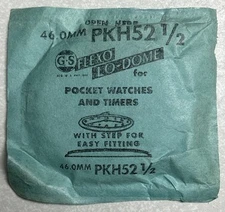 OPEN HERE
46.0MM PKH52 1/2
G-S FLEXO
LO-DOME
for
POCKET WATCHES
AND TIMERS
WITH STEP FOR
EASY FITTING
46.0MM PKH52 1/2